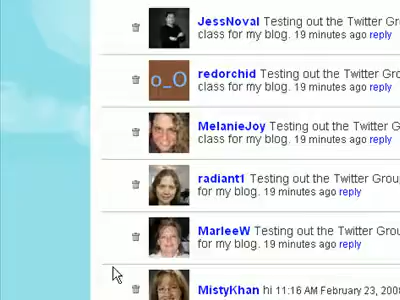 JessNoval Testing out the Twitter Gro
class for my blog. 19 minutes ago reply
o_O
redorchid Testing out the Twitter Gr
class for my blog. 19 minutes ago reply
MelanieJoy Testing out the Twitter G
class for my blog. 19 minutes ago reply
radiant1 Testing out the Twitter Grou
for my blog. 19 minutes ago reply
MarleeW Testing out the Twitter Grou
for my blog. 19 minutes ago reply
MistyKhan hi 11:16 AM February 23, 2008